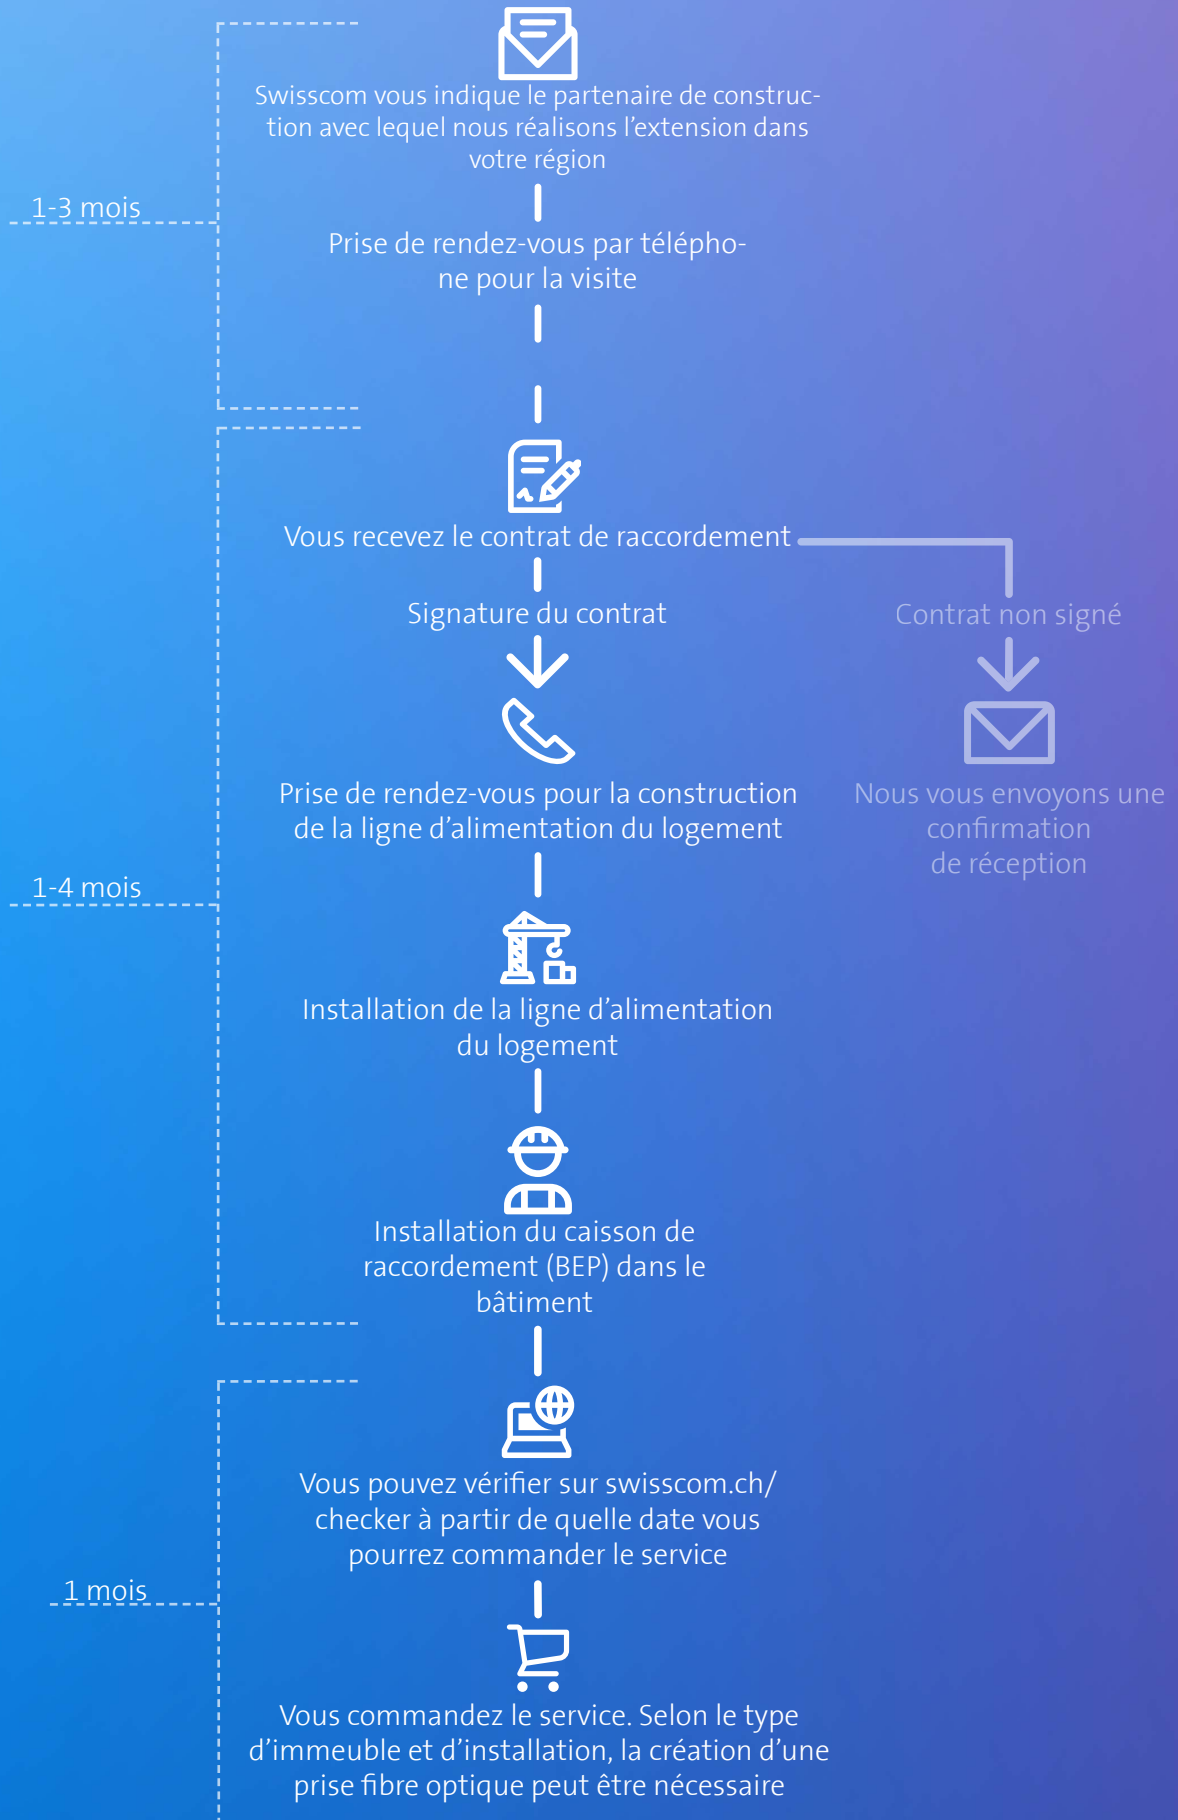 Swisscom vous indique le partenaire de construc-
tion avec lequel nous réalisons l'extension dans
votre région
1-3 mois
Prise de rendez-vous par télépho-
ne pour la visite
Vous recevez le contrat de raccordement
Signature du contrat
Contrat non signé
Prise de rendez-vous pour la construction
de la ligne d'alimentation du logement
Nous vous envoyons une
confirmation
de réception
1-4 mois
Installation de la ligne d'alimentation
du logement
Installation du caisson de
raccordement (BEP) dans le
bâtiment
Vous pouvez vérifier sur swisscom.ch/
checker à partir de quelle date vous
pourrez commander le service
1 mois
Vous commandez le service. Selon le type
d'immeuble et d'installation, la création d'une
prise fibre optique peut être nécessaire